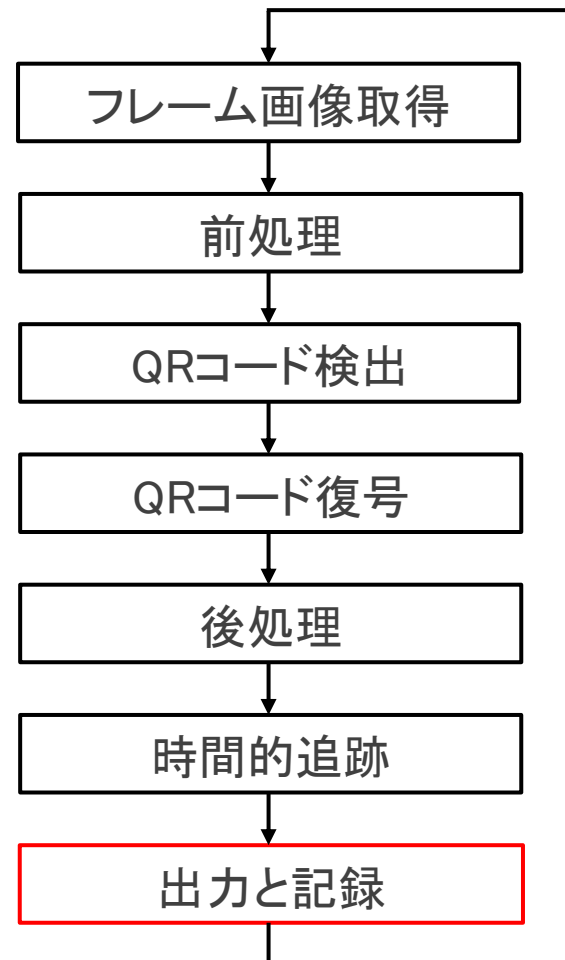 フレーム画像取得
前処理
QRコード検出
QRコード復号
後処理
時間的追跡
出力と記録